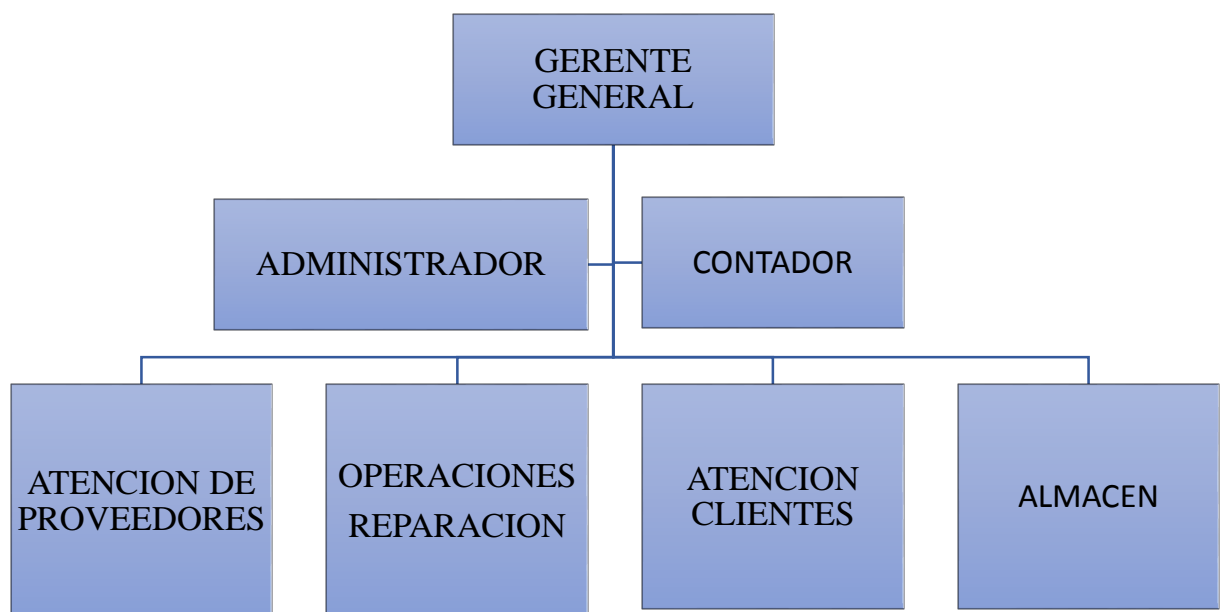 GERENTE
GENERAL
ADMINISTRADOR
CONTADOR
ATENCION DE
PROVEEDORES
OPERACIONES
REPARACION
ATENCION
CLIENTES
ALMACEN